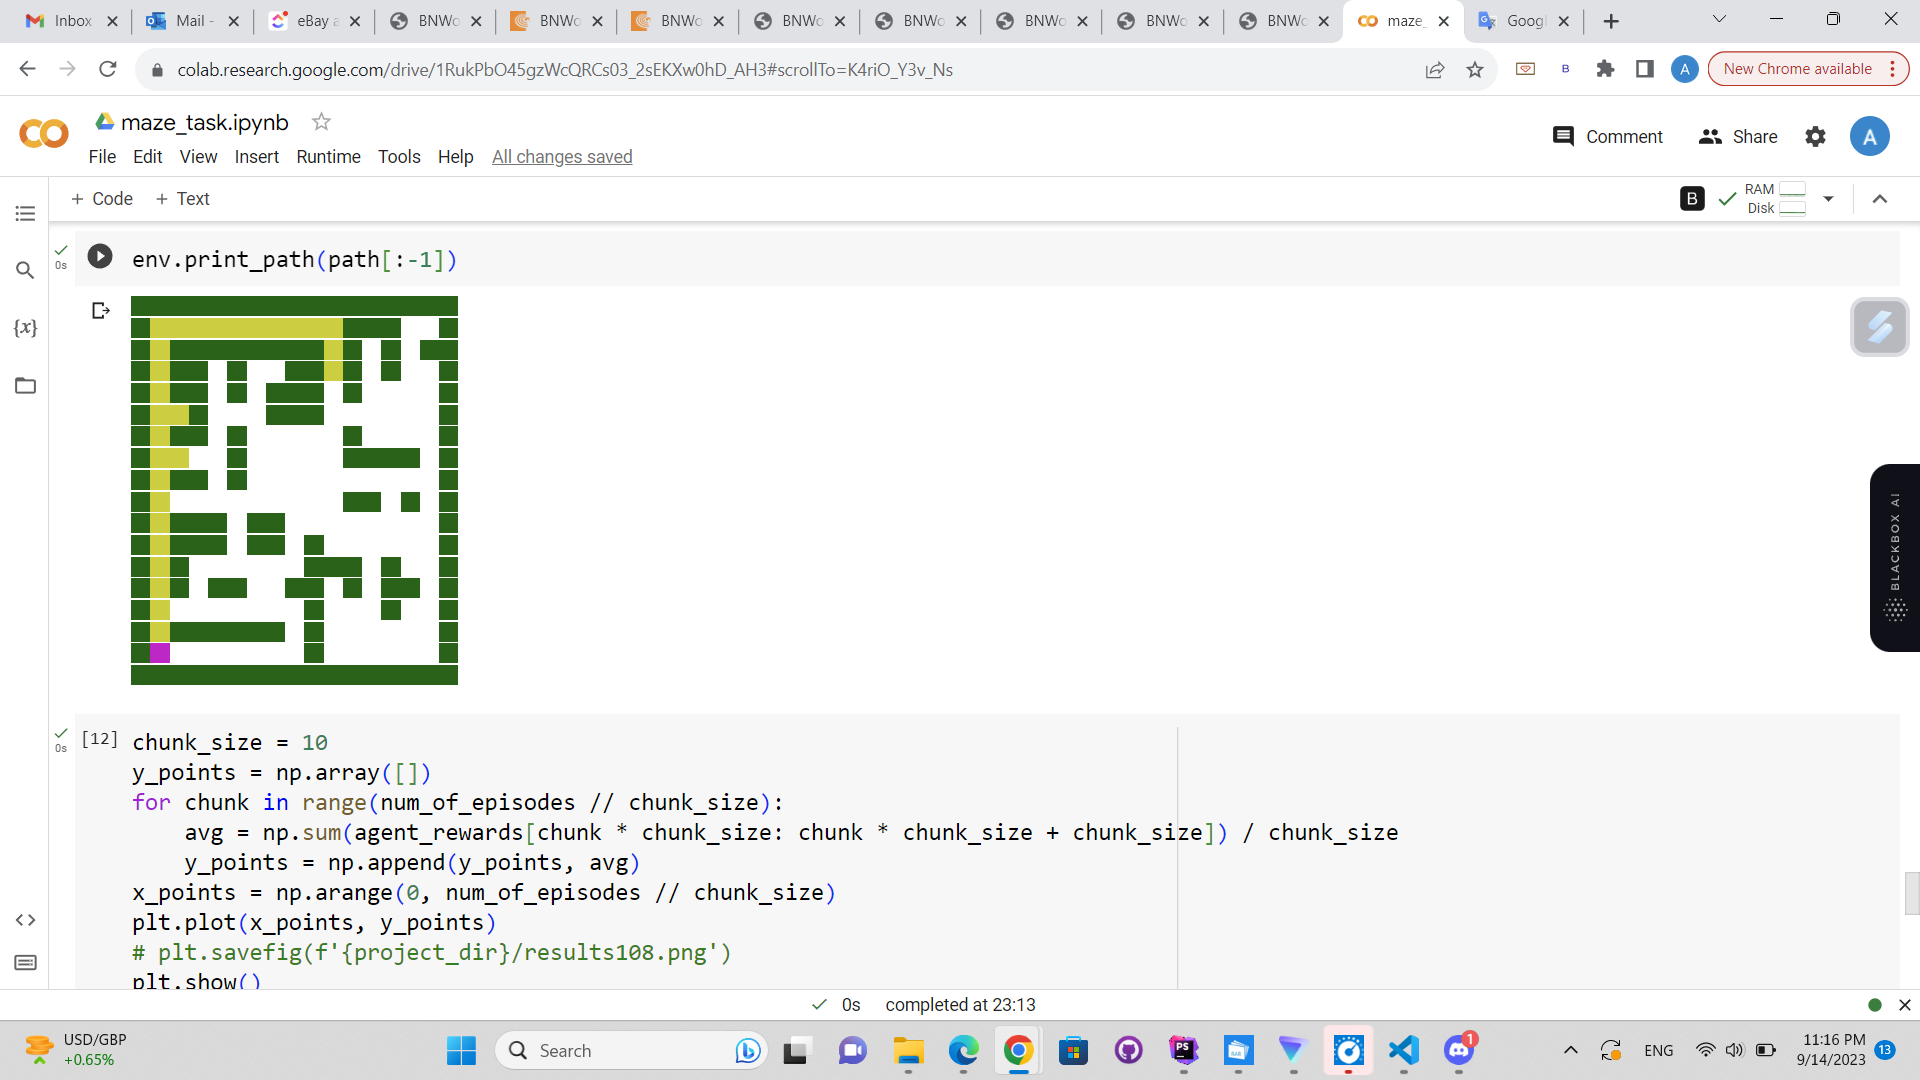 Inbox
Mail -
eBay a
BNWo
BNWo
BNWo
BNWo
BNWo
BNWo
BNWo
BNWo
maze_
Googl
colab.research.google.com/drive/1RukPbO45gzWcQRCs03_2sEKXw0hD_AH3#scrollTo=K4riO_Y3v_Ns
B
A
New Chrome available
CO
maze_task.ipynb
File Edit View Insert Runtime Tools Help All changes saved
Comment
Share
A
+ Code + Text
B
RAM
Disk
{x}
0s
env.print_path(path[:-1])
BLACKBOX AI
0s
[12]
chunk_size = 10
y_points = np.array([])
for chunk in range(num_of_episodes // chunk_size):
    avg = np.sum(agent_rewards[chunk * chunk_size: chunk * chunk_size + chunk_size]) / chunk_size
    y_points = np.append(y_points, avg)
x_points = np.arange(0, num_of_episodes // chunk_size)
plt.plot(x_points, y_points)
# plt.savefig(f'{project_dir}/results108.png')
plt.show()
0s completed at 23:13
USD/GBP
+0.65%
Search
PS
1
ENG
11:16 PM
9/14/2023
13